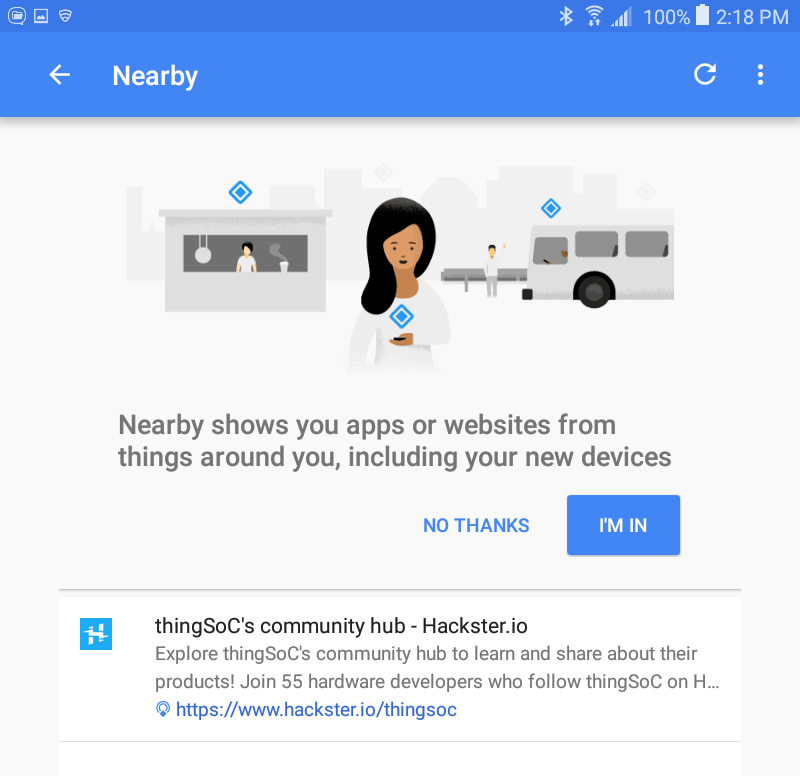 100% 2:18 PM
Nearby
Nearby shows you apps or websites from
things around you, including your new devices
NO THANKS I'M IN
thingSoC's community hub - Hackster.io
Explore thingSoC's community hub to learn and share about their
products! Join 55 hardware developers who follow thingSoC on H...
https://www.hackster.io/thingsoc